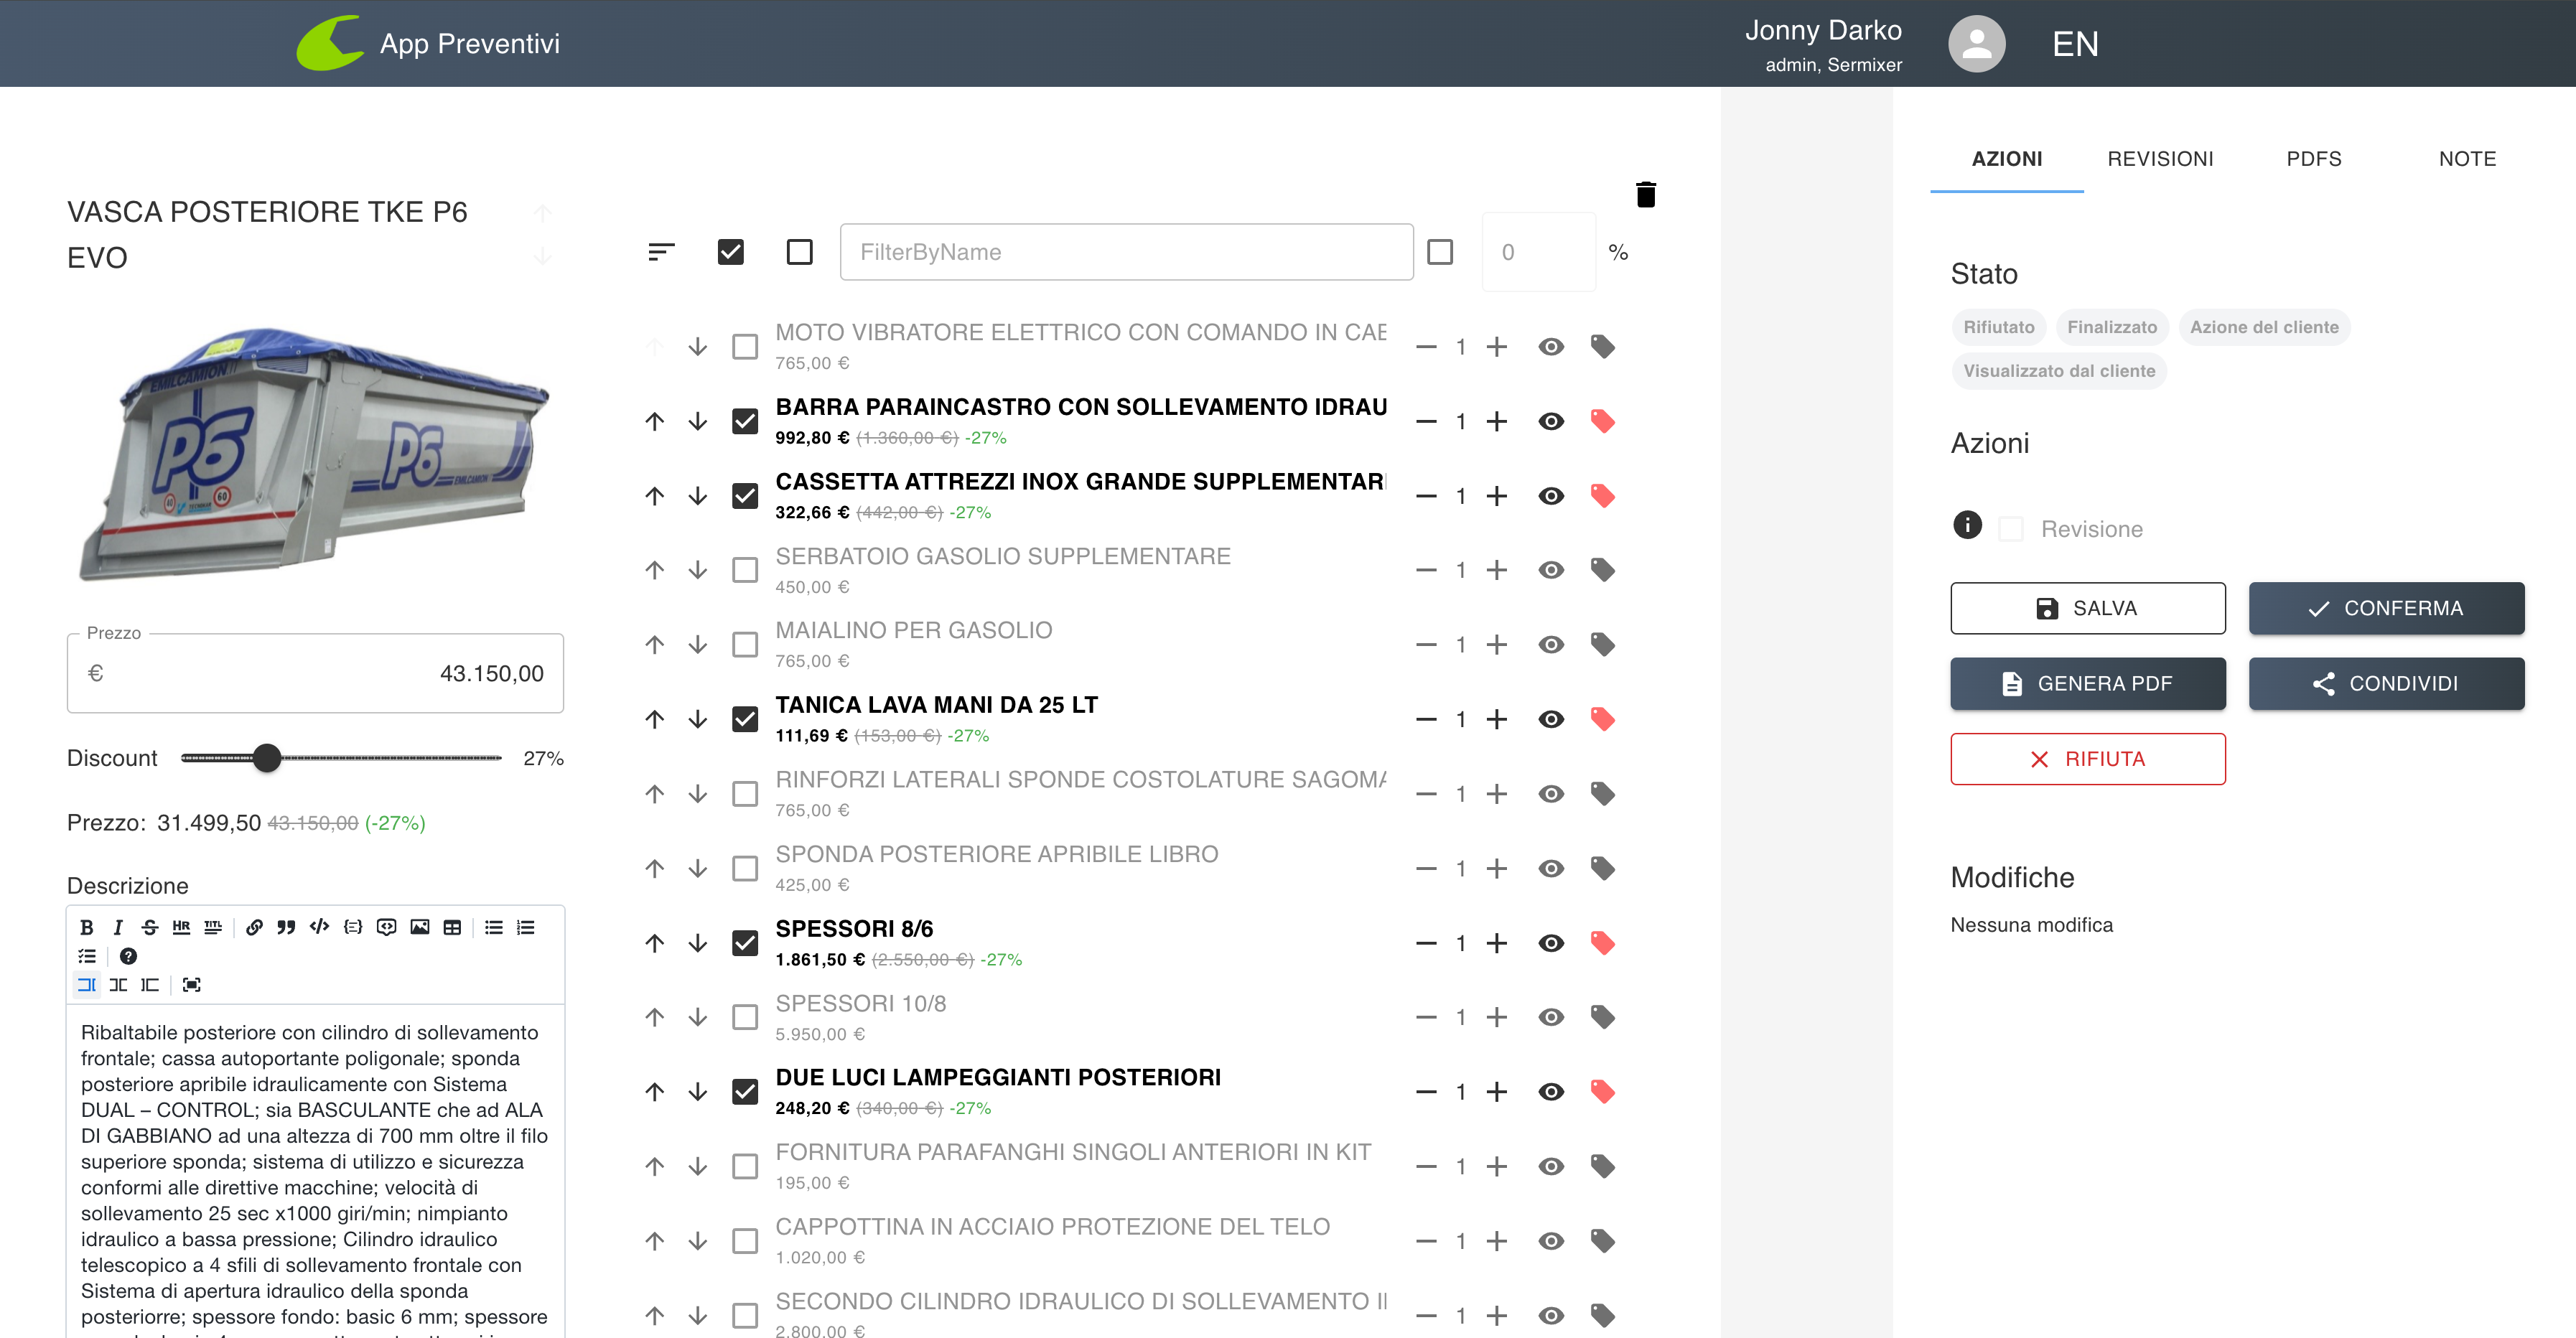 App Preventivi
Jonny Darko
admin, Sermixer
EN
VASCA POSTERIORE TKE P6
EVO
EMILCAMION
P6
P6
EMILCAMION
40
60
Prezzo
€ 43.150,00
Discount 27%
Prezzo: 31.499,50 43.150,00 (-27%)
Descrizione
B I S HR TITL
Ribaltabile posteriore con cilindro di sollevamento
frontale; cassa autoportante poligonale; sponda
posteriore apribile idraulicamente con Sistema
DUAL – CONTROL; sia BASCULANTE che ad ALA
DI GABBIANO ad una altezza di 700 mm oltre il filo
superiore sponda; sistema di utilizzo e sicurezza
conformi alle direttive macchine; velocità di
sollevamento 25 sec x1000 giri/min; nimpianto
idraulico a bassa pressione; Cilindro idraulico
telescopico a 4 sfili di sollevamento frontale con
Sistema di apertura idraulico della sponda
posteriorre; spessore fondo: basic 6 mm; spessore
FilterByName
0 %
MOTO VIBRATORE ELETTRICO CON COMANDO IN CAB
765,00 €
1
BARRA PARAINCASTRO CON SOLLEVAMENTO IDRAU
992,80 € (1.360,00 €) -27%
1
CASSETTA ATTREZZI INOX GRANDE SUPPLEMENTARI
322,66 € (442,00 €) -27%
1
SERBATOIO GASOLIO SUPPLEMENTARE
450,00 €
1
MAIALINO PER GASOLIO
765,00 €
1
TANICA LAVA MANI DA 25 LT
111,69 € (153,00 €) -27%
1
RINFORZI LATERALI SPONDE COSTOLATURE SAGOMA
765,00 €
1
SPONDA POSTERIORE APRIBILE LIBRO
425,00 €
1
SPESSORI 8/6
1.861,50 € (2.550,00 €) -27%
1
SPESSORI 10/8
5.950,00 €
1
DUE LUCI LAMPEGGIANTI POSTERIORI
248,20 € (340,00 €) -27%
1
FORNITURA PARAFANGHI SINGOLI ANTERIORI IN KIT
195,00 €
1
CAPPOTTINA IN ACCIAIO PROTEZIONE DEL TELO
1.020,00 €
1
SECONDO CILINDRO IDRAULICO DI SOLLEVAMENTO
2.800,00 €
1
AZIONI REVISIONI PDFS NOTE
Stato
Rifiutato Finalizzato Azione del cliente
Visualizzato dal cliente
Azioni
Revisione
SALVA CONFERMA
GENERA PDF CONDIVIDI
RIFIUTA
Modifiche
Nessuna modifica